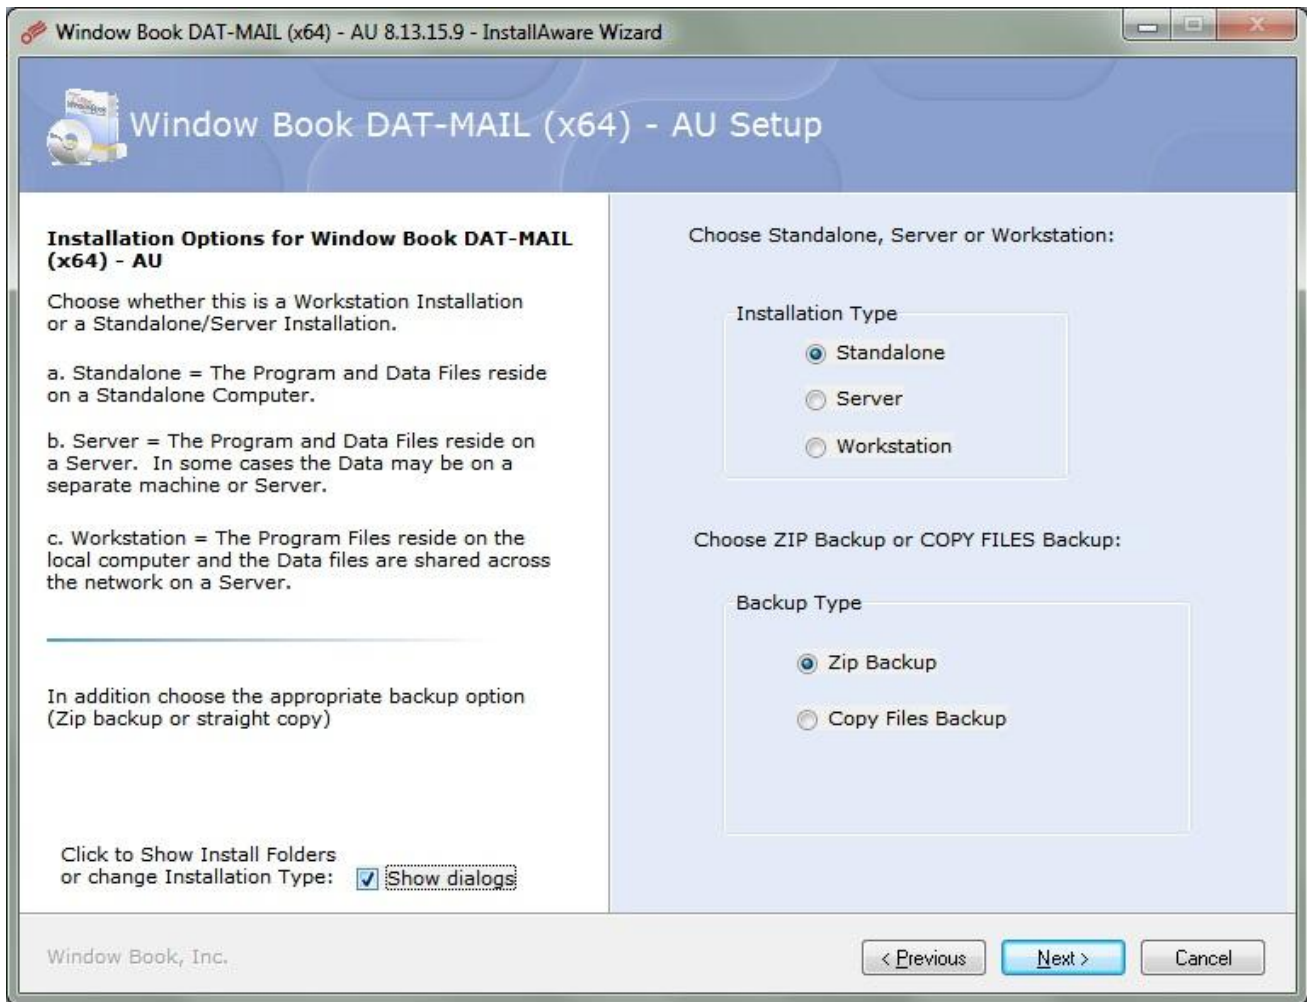 Window Book DAT-MAIL (x64) - AU 8.13.15.9 - InstallAware Wizard
Window Book DAT-MAIL (x64) - AU Setup
Installation Options for Window Book DAT-MAIL
(x64) - AU
Choose whether this is a Workstation Installation
or a Standalone/Server Installation.
a. Standalone = The Program and Data Files reside
on a Standalone Computer.
b. Server = The Program and Data Files reside on
a Server.  In some cases the Data may be on a
separate machine or Server.
c. Workstation = The Program Files reside on the
local computer and the Data files are shared across
the network on a Server.
In addition choose the appropriate backup option
(Zip backup or straight copy)
Click to Show Install Folders
or change Installation Type:
Show dialogs
Choose Standalone, Server or Workstation:
Installation Type
Standalone
Server
Workstation
Choose ZIP Backup or COPY FILES Backup:
Backup Type
Zip Backup
Copy Files Backup
Window Book, Inc.
< Previous
Next >
Cancel